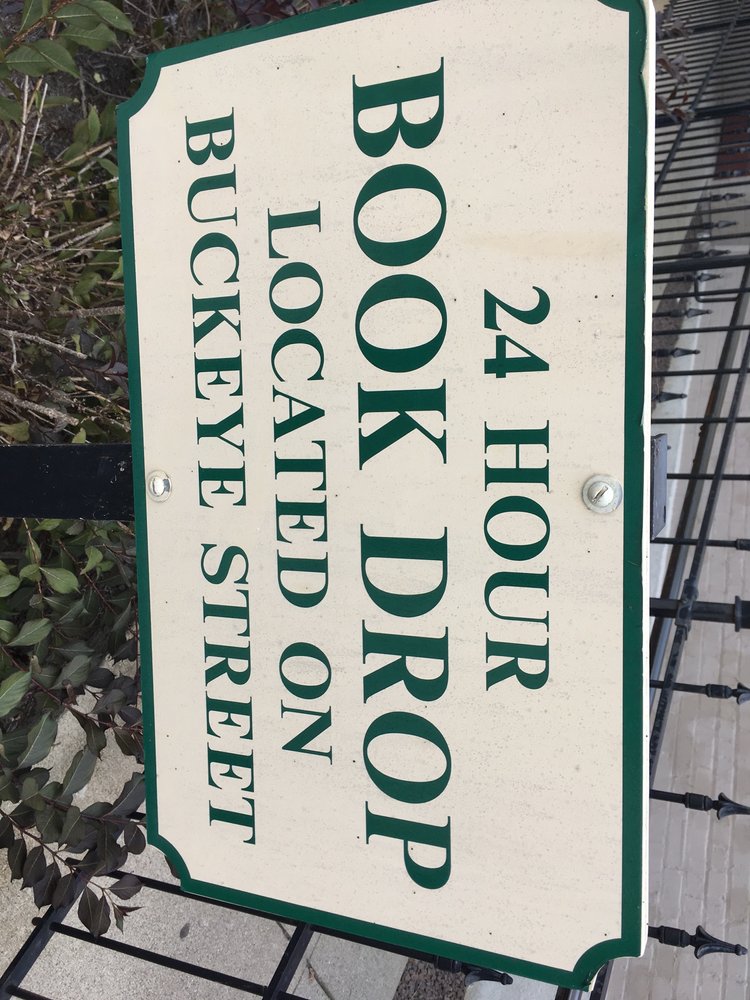 24 HOUR
BOOK DROP
LOCATED ON
BUCKEYE STREET